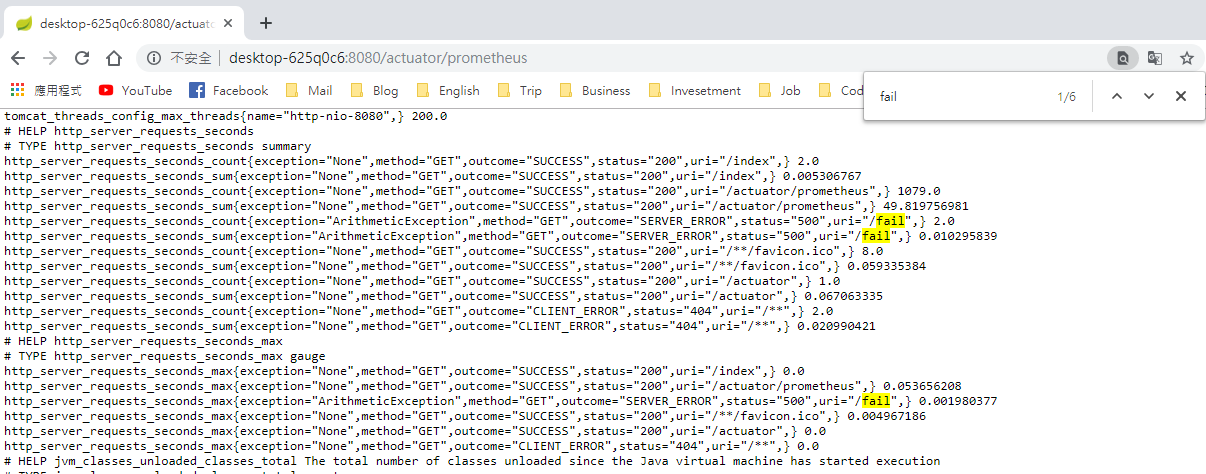 desktop-625q0c6:8080/actuato
不安全 | desktop-625q0c6:8080/actuator/prometheus
應用程式 YouTube Facebook Mail Blog English Trip Business Invesetment Job Cod
fail 1/6
tomcat_threads_config_max_threads{name="http-nio-8080",} 200.0
# HELP http_server_requests_seconds
# TYPE http_server_requests_seconds summary
http_server_requests_seconds_count{exception="None",method="GET",outcome="SUCCESS",status="200",uri="/index",} 2.0
http_server_requests_seconds_sum{exception="None",method="GET",outcome="SUCCESS",status="200",uri="/index",} 0.005306767
http_server_requests_seconds_count{exception="None",method="GET",outcome="SUCCESS",status="200",uri="/actuator/prometheus",} 1079.0
http_server_requests_seconds_sum{exception="None",method="GET",outcome="SUCCESS",status="200",uri="/actuator/prometheus",} 49.819756981
http_server_requests_seconds_count{exception="ArithmeticException",method="GET",outcome="SERVER_ERROR",status="500",uri="/fail",} 2.0
http_server_requests_seconds_sum{exception="ArithmeticException",method="GET",outcome="SERVER_ERROR",status="500",uri="/fail",} 0.010295839
http_server_requests_seconds_count{exception="None",method="GET",outcome="SUCCESS",status="200",uri="/**/favicon.ico",} 8.0
http_server_requests_seconds_sum{exception="None",method="GET",outcome="SUCCESS",status="200",uri="/**/favicon.ico",} 0.059335384
http_server_requests_seconds_count{exception="None",method="GET",outcome="SUCCESS",status="200",uri="/actuator",} 1.0
http_server_requests_seconds_sum{exception="None",method="GET",outcome="SUCCESS",status="200",uri="/actuator",} 0.067063335
http_server_requests_seconds_count{exception="None",method="GET",outcome="CLIENT_ERROR",status="404",uri="/**",} 2.0
http_server_requests_seconds_sum{exception="None",method="GET",outcome="CLIENT_ERROR",status="404",uri="/**",} 0.020990421
# HELP http_server_requests_seconds_max
# TYPE http_server_requests_seconds_max gauge
http_server_requests_seconds_max{exception="None",method="GET",outcome="SUCCESS",status="200",uri="/index",} 0.0
http_server_requests_seconds_max{exception="None",method="GET",outcome="SUCCESS",status="200",uri="/actuator/prometheus",} 0.053656208
http_server_requests_seconds_max{exception="ArithmeticException",method="GET",outcome="SERVER_ERROR",status="500",uri="/fail",} 0.001980377
http_server_requests_seconds_max{exception="None",method="GET",outcome="SUCCESS",status="200",uri="/**/favicon.ico",} 0.004967186
http_server_requests_seconds_max{exception="None",method="GET",outcome="SUCCESS",status="200",uri="/actuator",} 0.0
http_server_requests_seconds_max{exception="None",method="GET",outcome="CLIENT_ERROR",status="404",uri="/**",} 0.0
# HELP jvm_classes_unloaded_classes_total The total number of classes unloaded since the Java virtual machine has started execution